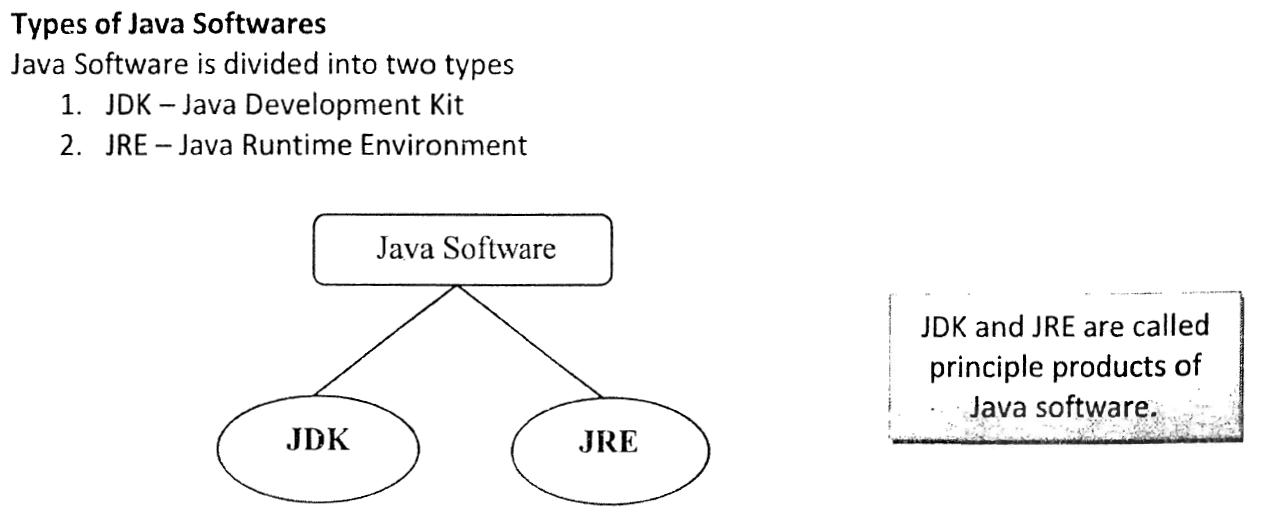 Types of Java Softwares
Java Software is divided into two types
1. JDK – Java Development Kit
2. JRE – Java Runtime Environment
Java Software
JDK
JRE
JDK and JRE are called
principle products of
Java software.